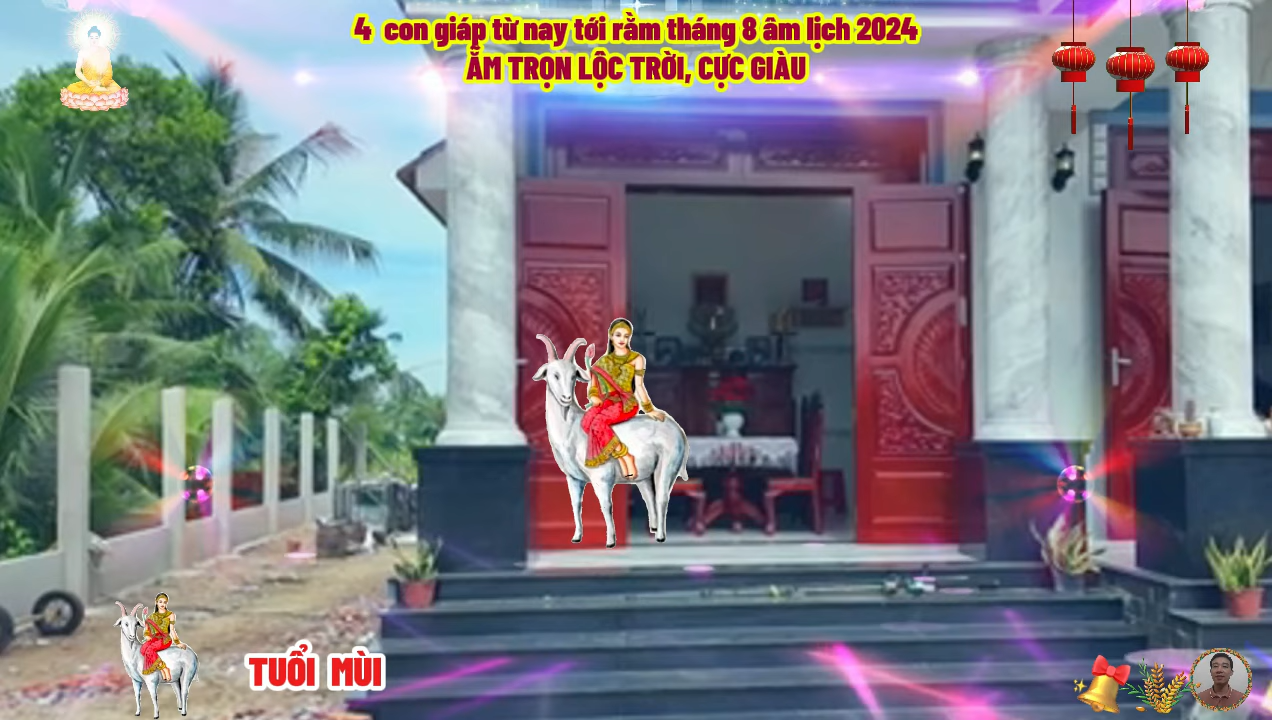 4 con giáp từ nay tới rằm tháng 8 âm lịch 2024
ẴM TRỌN LỘC TRỜI, CỰC GIÀU
TUỔI MÙI